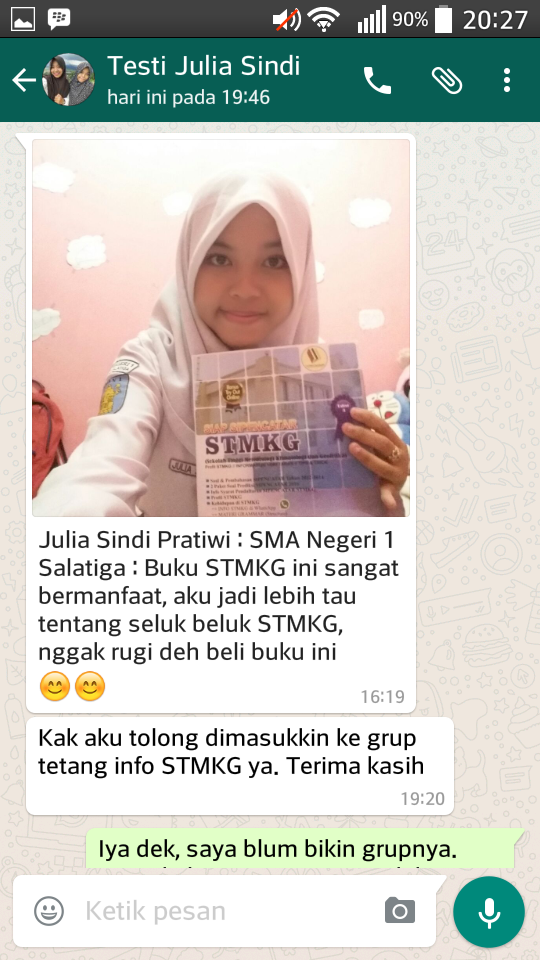 90% 20:27
Testi Julia Sindi
hari ini pada 19:46
24
STMKG
JULIA
Julia Sindi Pratiwi : SMA Negeri 1
Salatiga : Buku STMKG ini sangat
bermanfaat, aku jadi lebih tau
tentang seluk beluk STMKG,
nggak rugi deh beli buku ini
😊😊
16:19
Kak aku tolong dimasukkin ke grup
tetang info STMKG ya. Terima kasih
19:20
Iya dek, saya blum bikin grupnya.
Ketik pesan